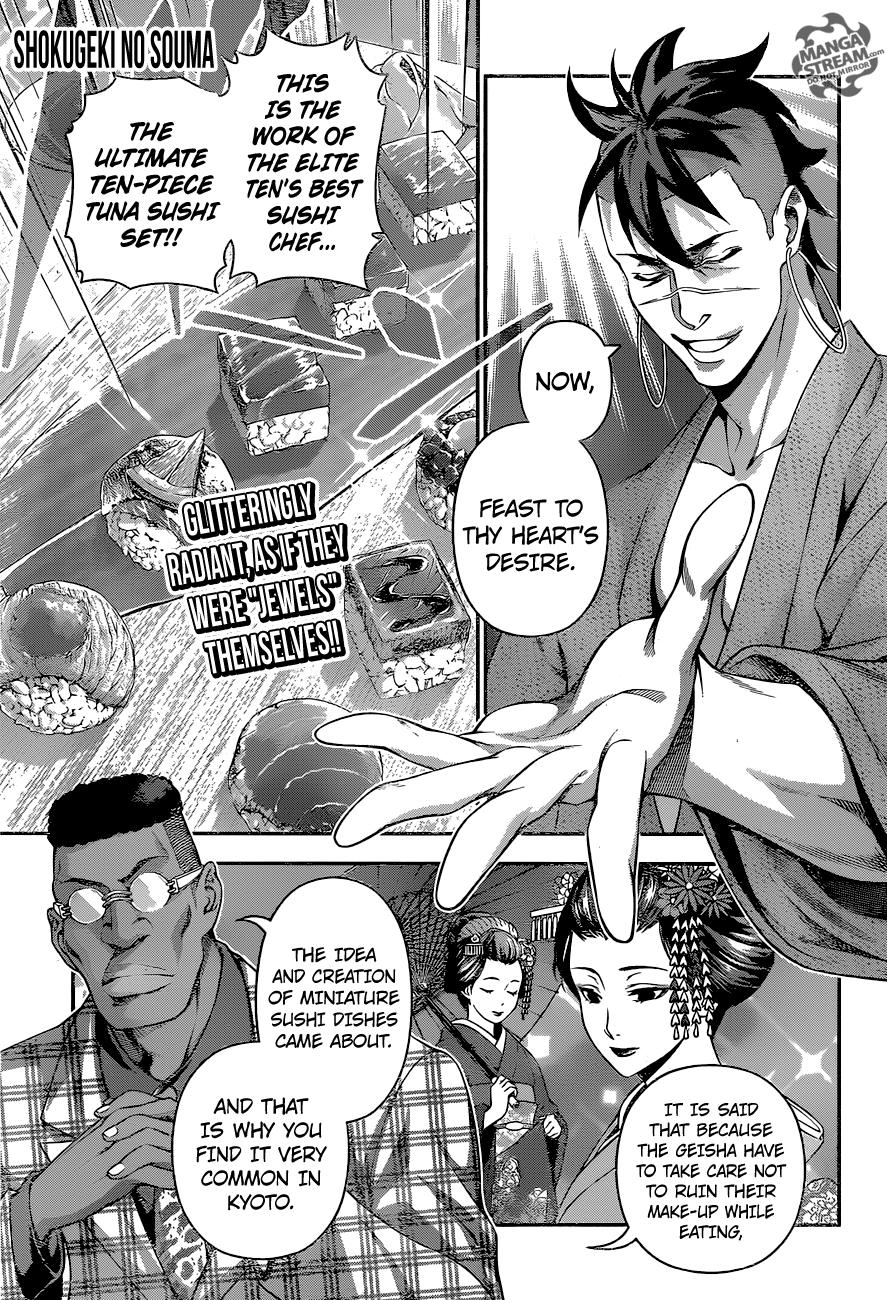 SHOKUGEKI NO SOUMA
MANGA
STREAM.com
DO NOT MIRROR
NOW,
FEAST TO
THY HEART'S
DESIRE.
THIS
IS THE
WORK OF
THE ELITE
TEN'S BEST
SUSHI
CHEF...
THE
ULTIMATE
TEN-PIECE
TUNA SUSHI
SET!!
GLITTERINGLY
RADIANT, AS IF THEY
WERE "JEWELS"
THEMSELVES!!
IT IS SAID
THAT BECAUSE
THE GEISHA HAVE
TO TAKE CARE NOT
TO RUIN THEIR
MAKE-UP WHILE
EATING,
THE IDEA
AND CREATION
OF MINIATURE
SUSHI DISHES
CAME ABOUT.
AND THAT
IS WHY YOU
FIND IT VERY
COMMON IN
KYOTO.